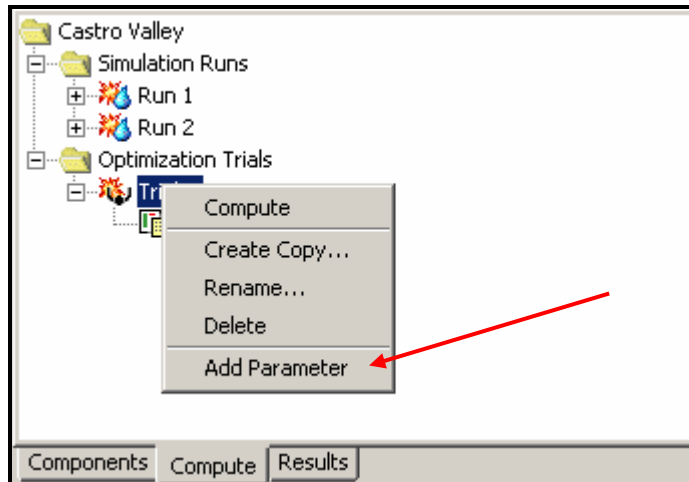 Castro Valley
Simulation Runs
Run 1
Run 2
Optimization Trials
Compute
Create Copy...
Rename...
Delete
Add Parameter
Components Compute Results